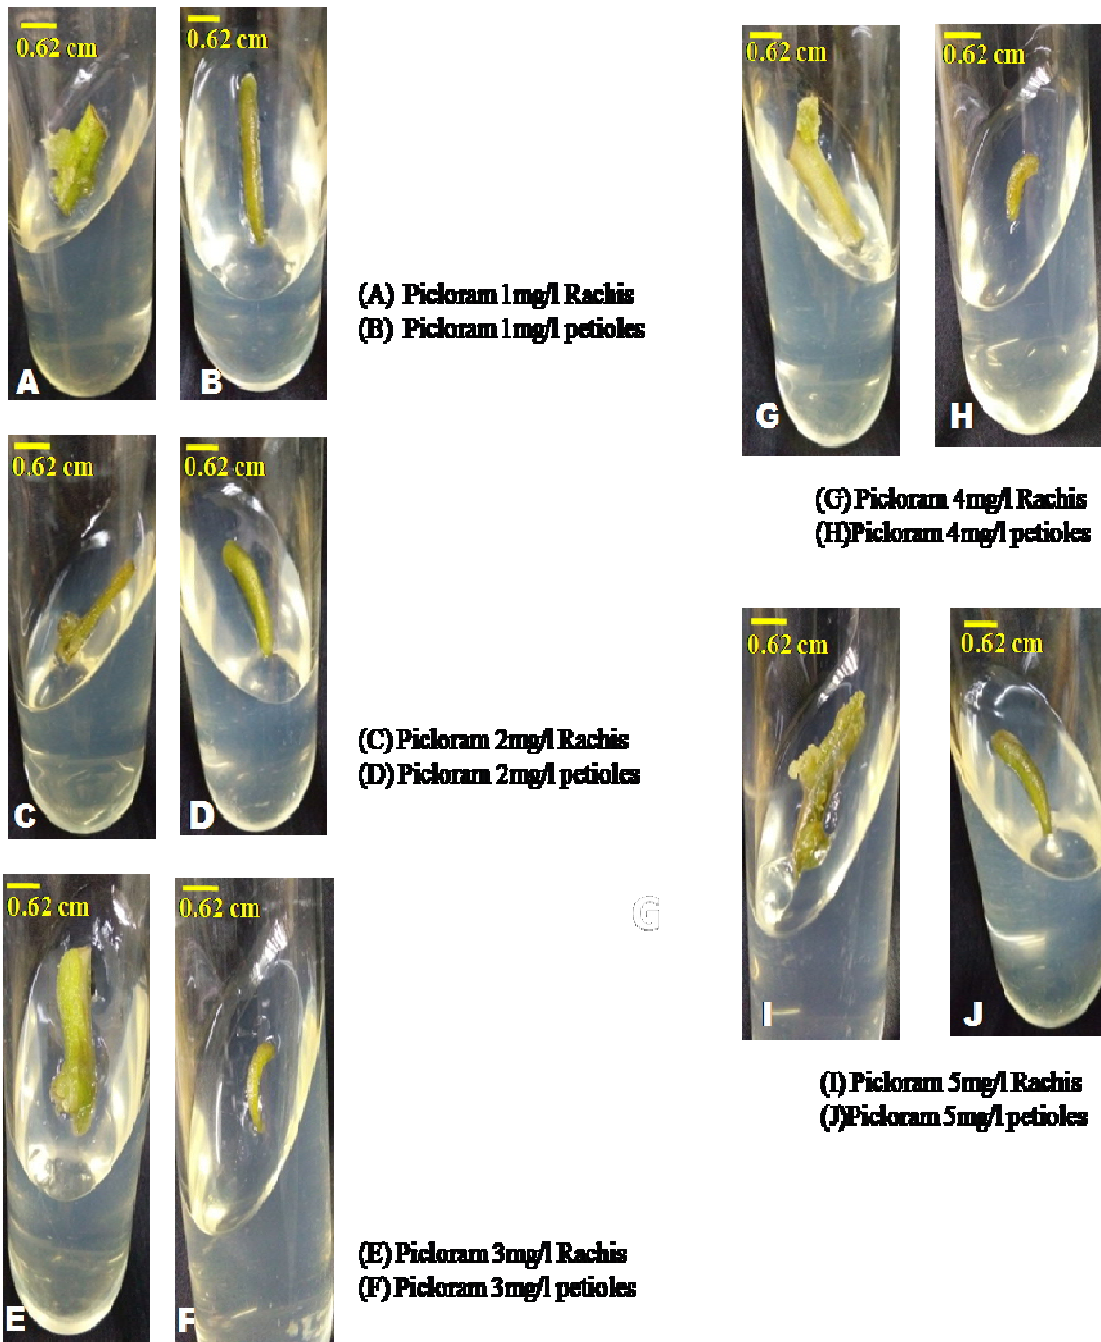 0.62 cm
A
0.62 cm
B
(A) Picloram 1mg/l Rachis
(B) Picloram 1mg/l petioles
0.62 cm
C
0.62 cm
D
(C) Picloram 2mg/l Rachis
(D) Picloram 2mg/l petioles
0.62 cm
E
0.62 cm
F
(E) Picloram 3mg/l Rachis
(F) Picloram 3mg/l petioles
G
0.62 cm
G
0.62 cm
H
(G) Picloram 4mg/l Rachis
(H)Picloram 4mg/l petioles
0.62 cm
I
0.62 cm
J
(I) Picloram 5mg/l Rachis
(J)Picloram 5mg/l petioles